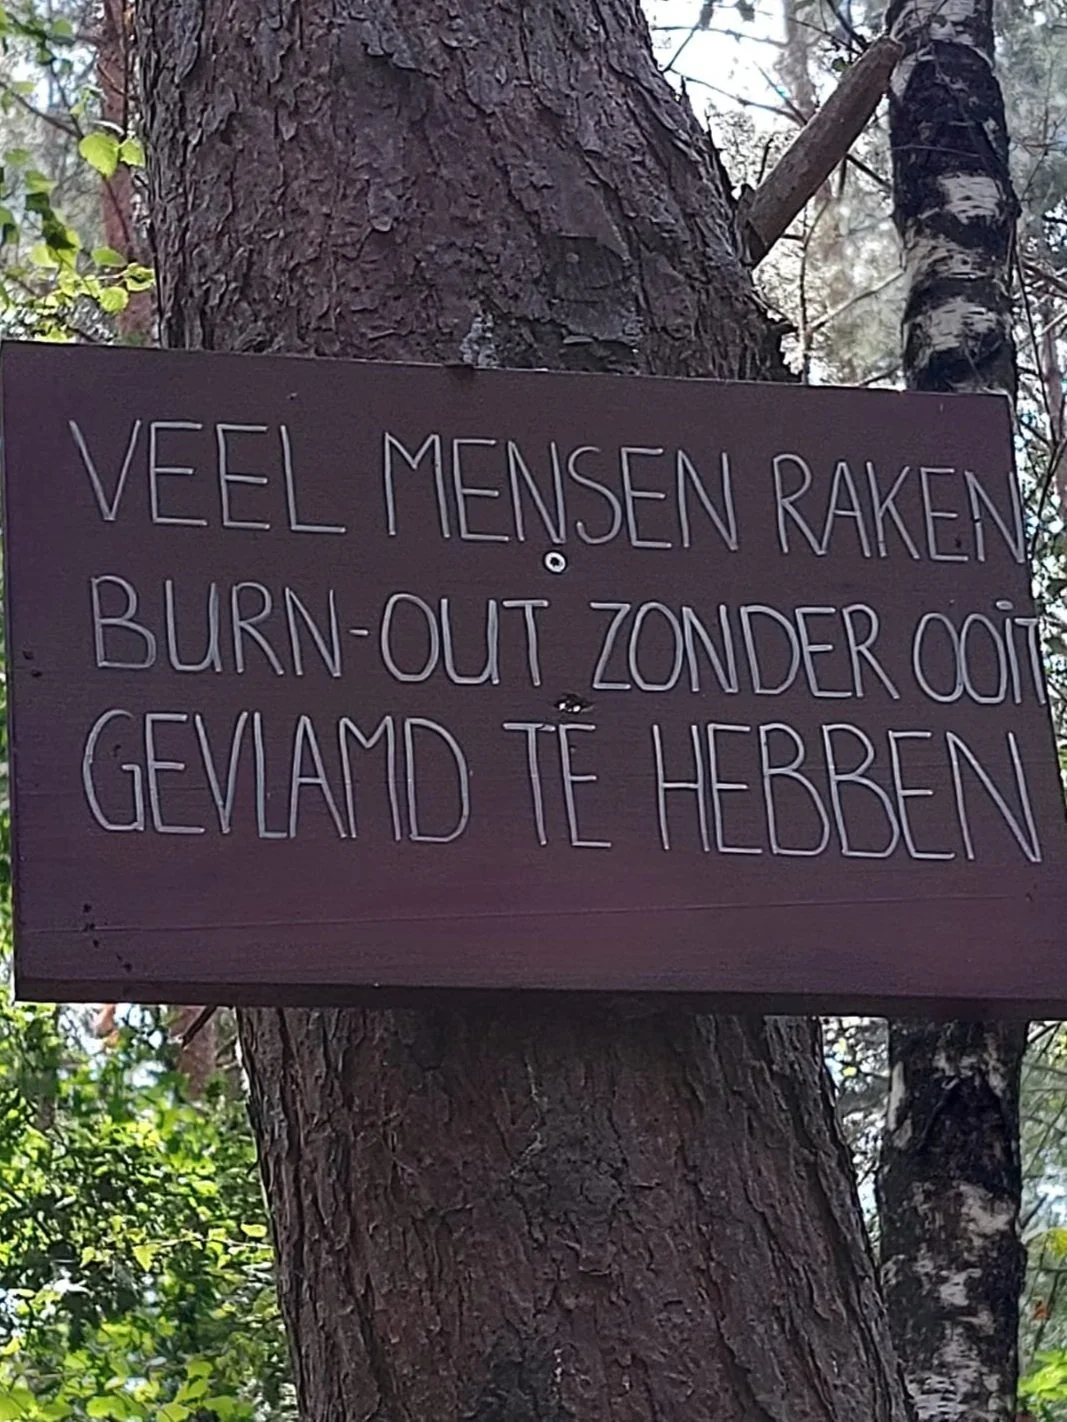 VEEL MENSEN RAKEN
BURN-OUT ZONDER OOIT
GEVLAMD TE HEBBEN